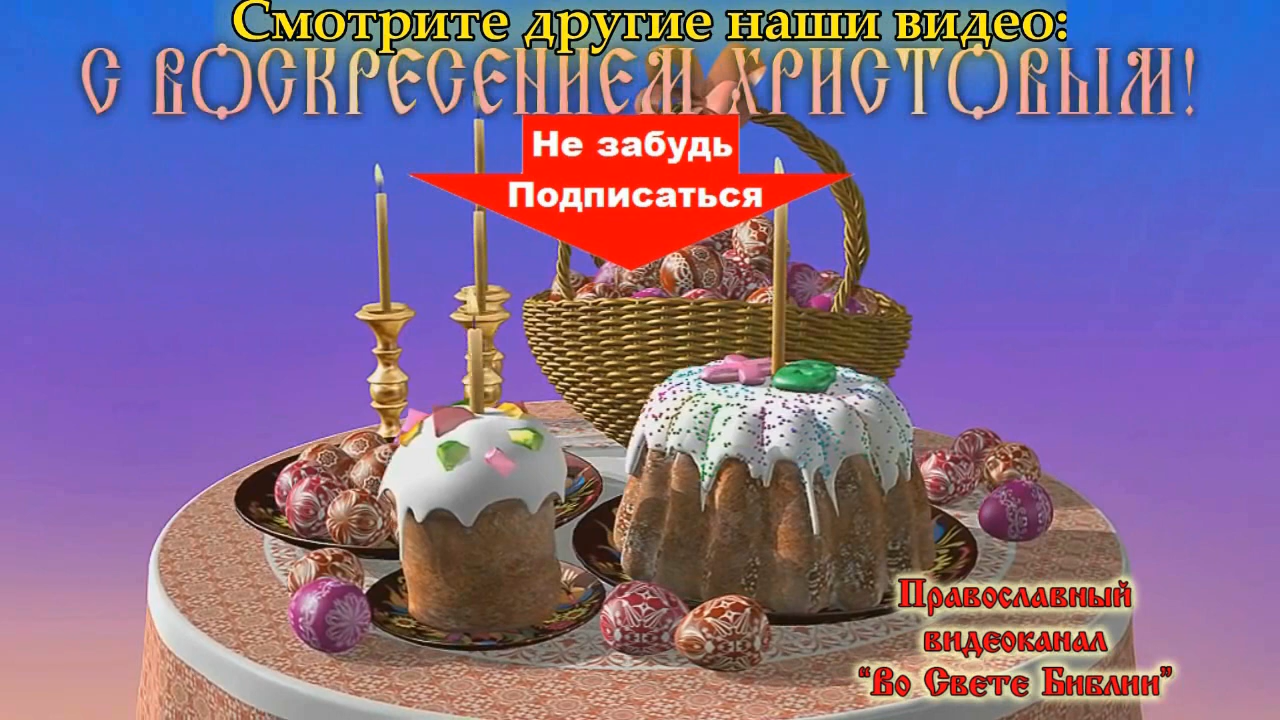 Смотрите другие наши видео:
С ВОСКРЕСЕНИЕМ ХРИСТОВЫМ!
Не забудь
Подписаться
Православный
видеоканал
“Во Свете Библии”